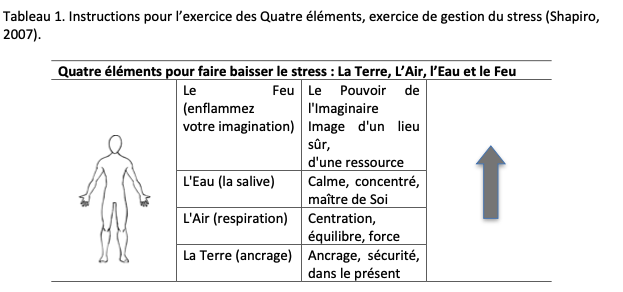 Tableau 1. Instructions pour l’exercice des Quatre éléments, exercice de gestion du stress (Shapiro,
2007).
Quatre éléments pour faire baisser le stress : La Terre, L’Air, l’Eau et le Feu
Le Feu
(enflammez
votre imagination)
Le Pouvoir de
l'Imaginaire
Image d'un lieu
sûr,
d'une ressource
L'Eau (la salive)
Calme, concentré,
maître de Soi
L'Air (respiration)
Centration,
équilibre, force
La Terre (ancrage)
Ancrage, sécurité,
dans le présent